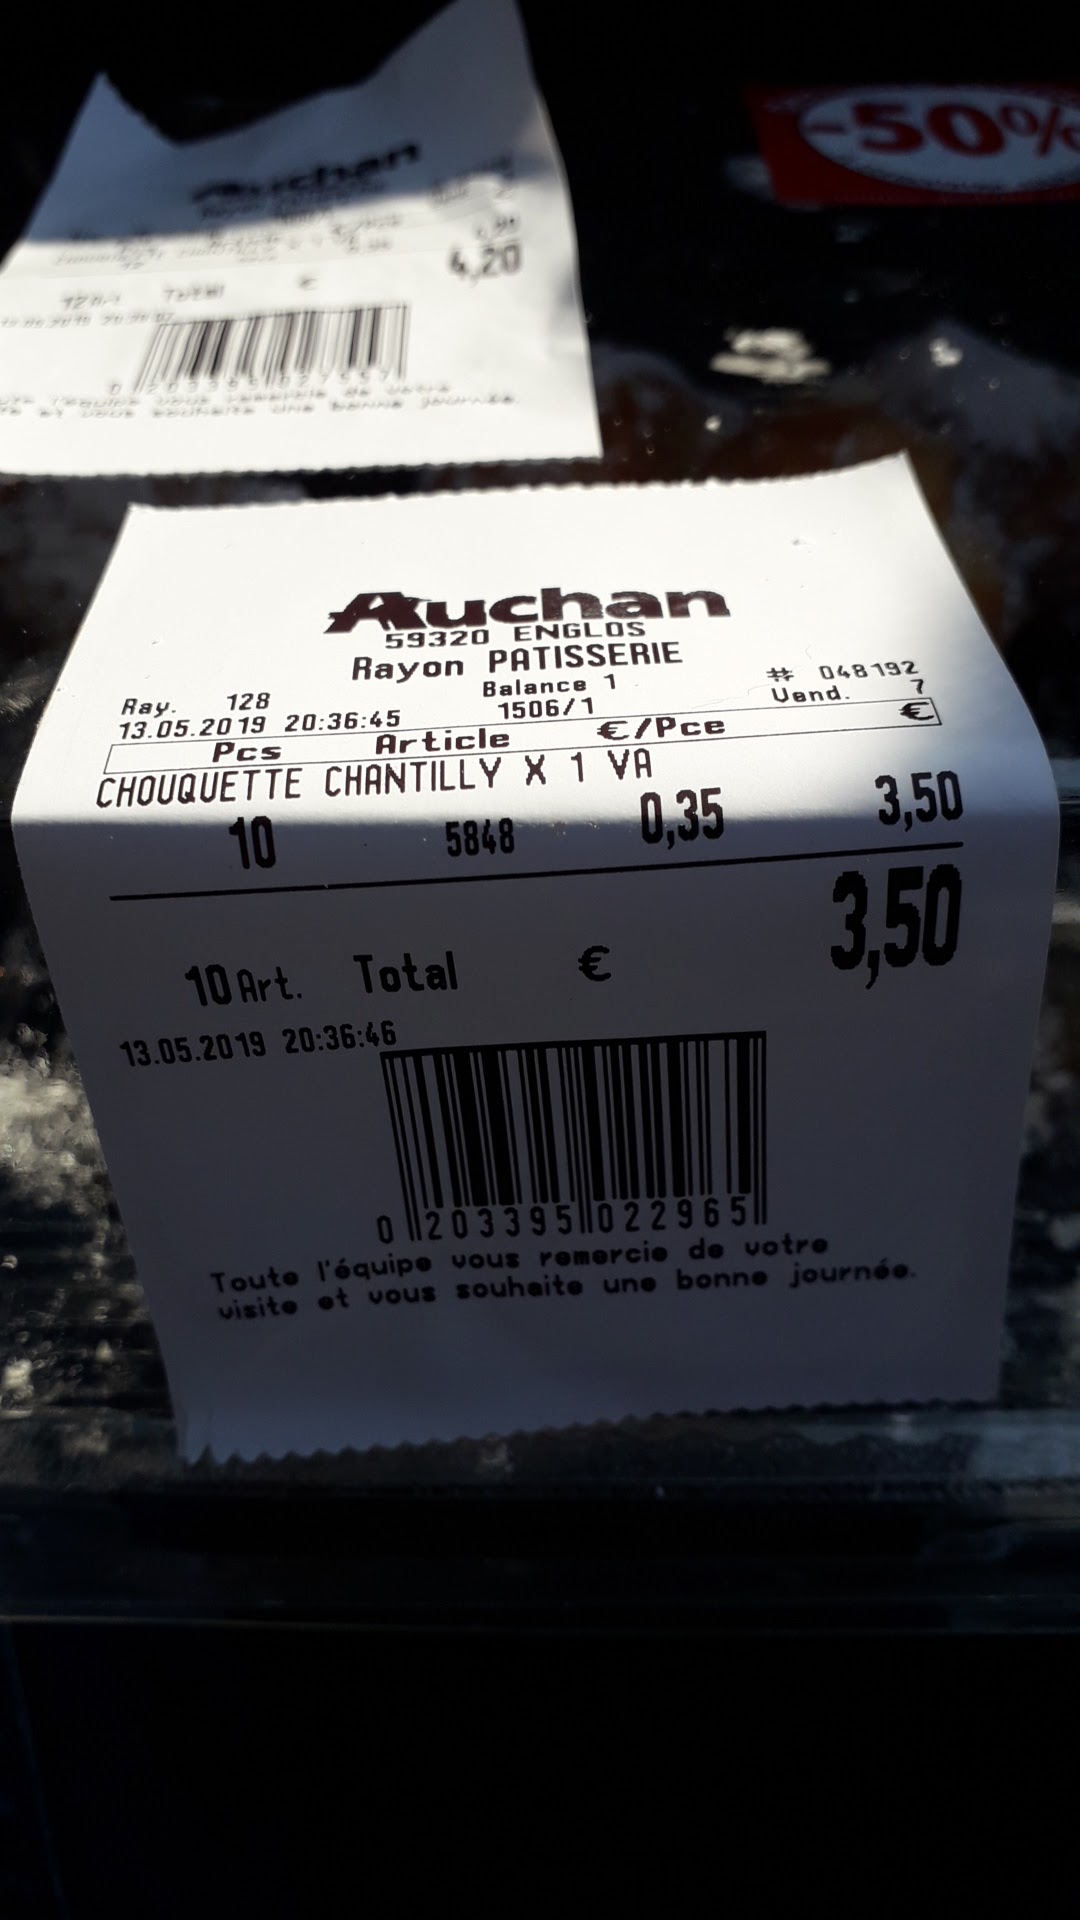 -50%
Auchan
4,20
Total €
Auchan
59320 ENGLOS
Rayon PATISSERIE
Balance 1 # 048192
Ray. 128 1506/1 Vend. 7
13.05.2019 20:36:45
Pcs Article €/Pce €
CHOUQUETTE CHANTILLY X 1 VA
10 5848 0,35 3,50
10 Art. Total € 3,50
13.05.2019 20:36:46
0 203395 022965
Toute l'équipe vous remercie de votre
visite et vous souhaite une bonne journée.